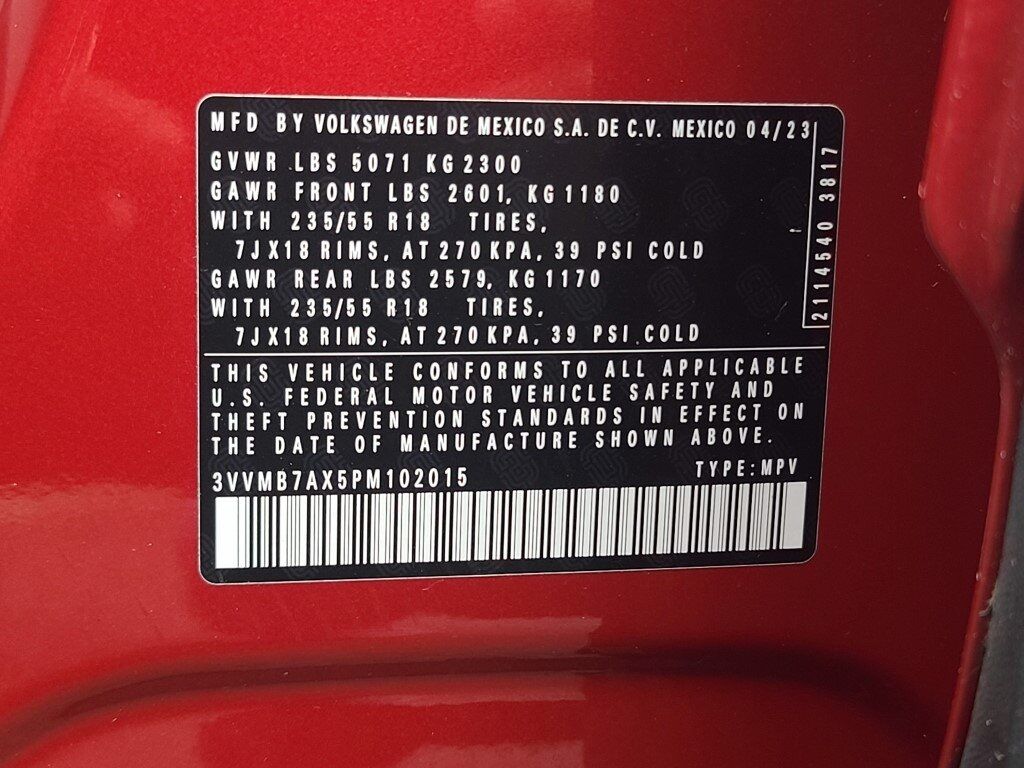 MFD BY VOLKSWAGEN DE MEXICO S.A. DE C.V. MEXICO 04/23
GVWR LBS 5071 KG 2300
GAWR FRONT LBS 2601, KG 1180
WITH 235/55 R18 TIRES,
7JX18 RIMS, AT 270 KPA, 39 PSI COLD
GAWR REAR LBS 2579, KG 1170
WITH 235/55 R18 TIRES,
7JX18 RIMS, AT 270 KPA, 39 PSI COLD
2114540 3817
THIS VEHICLE CONFORMS TO ALL APPLICABLE
U.S. FEDERAL MOTOR VEHICLE SAFETY AND
THEFT PREVENTION STANDARDS IN EFFECT ON
THE DATE OF MANUFACTURE SHOWN ABOVE.
3VVMB7AX5PM102015 TYPE: MPV